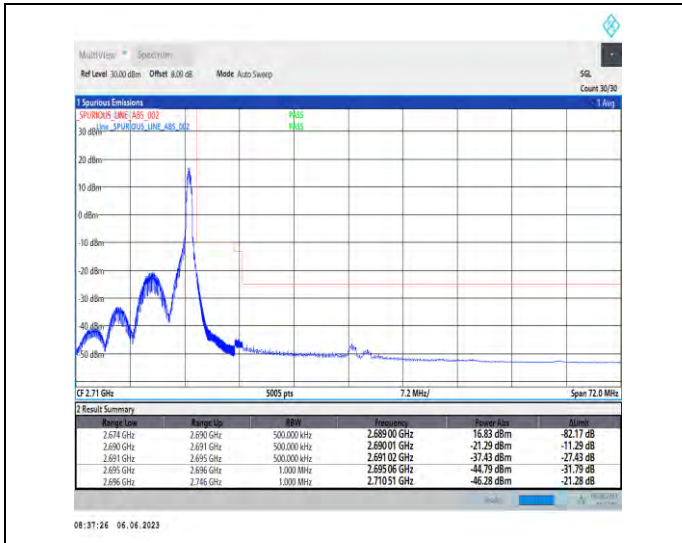 MultiView Spectrum
Ref Level 30.00 dBm Offset 8.00 dB Mode Auto Sweep SGL
Count 30/30
1 Spurious Emissions 1 Avg
_SPURIOUS_LINE_ABS_002 PASS
Line _SPURIOUS_LINE_ABS_002 PASS
30 dBm
20 dBm
10 dBm
0 dBm
-10 dBm
-20 dBm
-30 dBm
-40 dBm
-50 dBm
CF 2.71 GHz 5005 pts 7.2 MHz/ Span 72.0 MHz
2 Result Summary
Range Low Range Up RBW Frequency Power Abs ΔLimit
2.674 GHz 2.690 GHz 500.000 kHz 2.689 00 GHz 16.83 dBm -82.17 dB
2.690 GHz 2.691 GHz 500.000 kHz 2.690 01 GHz -21.29 dBm -11.29 dB
2.691 GHz 2.695 GHz 500.000 kHz 2.691 02 GHz -37.43 dBm -27.43 dB
2.695 GHz 2.696 GHz 1.000 MHz 2.695 06 GHz -44.79 dBm -31.79 dB
2.696 GHz 2.746 GHz 1.000 MHz 2.710 51 GHz -46.28 dBm -21.28 dB
08:37:26 06.06.2023